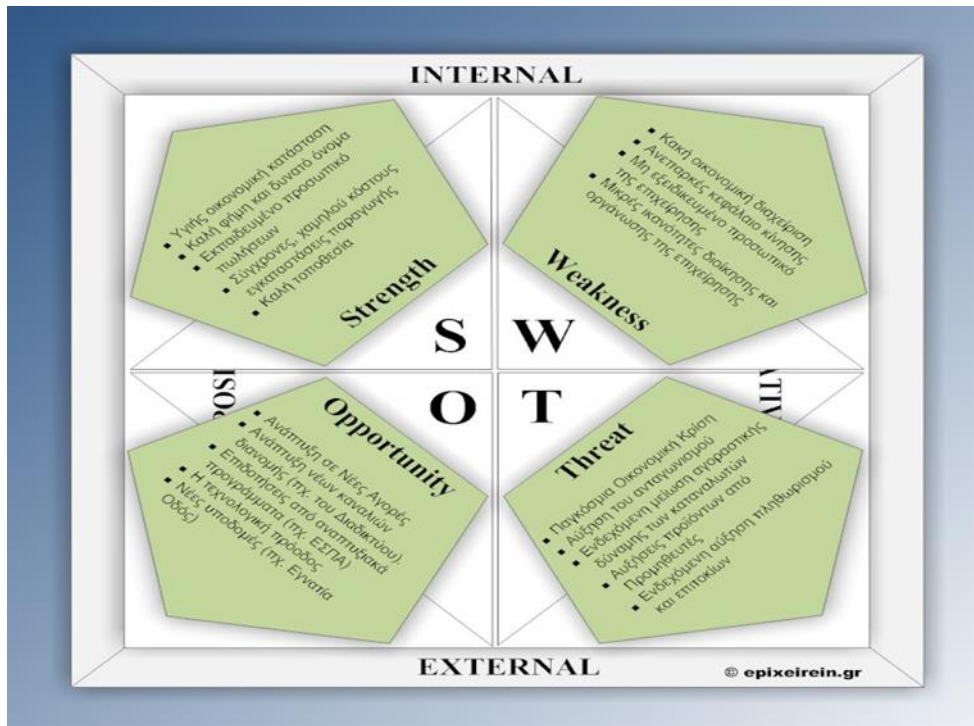 INTERNAL
▪ Υγιής οικονομική κατάσταση
▪ Καλή φήμη και δυνατό όνομα
▪ Εκπαιδευμένο προσωπικό
πωλήσεων
▪ Σύγχρονες, χαμηλού κόστους
εγκαταστάσεις παραγωγής
▪ Καλή τοποθεσία
Strength
S
▪ Κακή οικονομική διαχείριση
▪ Ανεπαρκές κεφάλαιο κίνησης
▪ Μη εξειδικευμένο προσωπικό
της επιχείρησης
▪ Μικρές ικανότητες διοίκησης και
οργάνωσης της επιχείρησης
Weakness
W
POSI
O
Opportunity
▪ Ανάπτυξη σε Νέες Αγορές
▪ Ανάπτυξη νέων καναλιών
διανομής (πχ. του Διαδικτύου).
▪ Επιδοτήσεις από αναπτυξιακά
προγράμματα (πχ. ΕΣΠΑ)
▪ Η τεχνολογική πρόοδος
▪ Νέες υποδομές (πχ. Εγνατία
Οδός)
T
ATIV
Threat
▪ Παγκόσμια Οικονομική Κρίση
▪ Αύξηση του ανταγωνισμού
▪ Ενδεχόμενη μείωση αγοραστικής
δύναμης των καταναλωτών
▪ Αυξήσεις προϊόντων από
Προμηθευτές
▪ Ενδεχόμενη αύξηση πληθωρισμού
και επιτοκίων
EXTERNAL
© epixeirein.gr